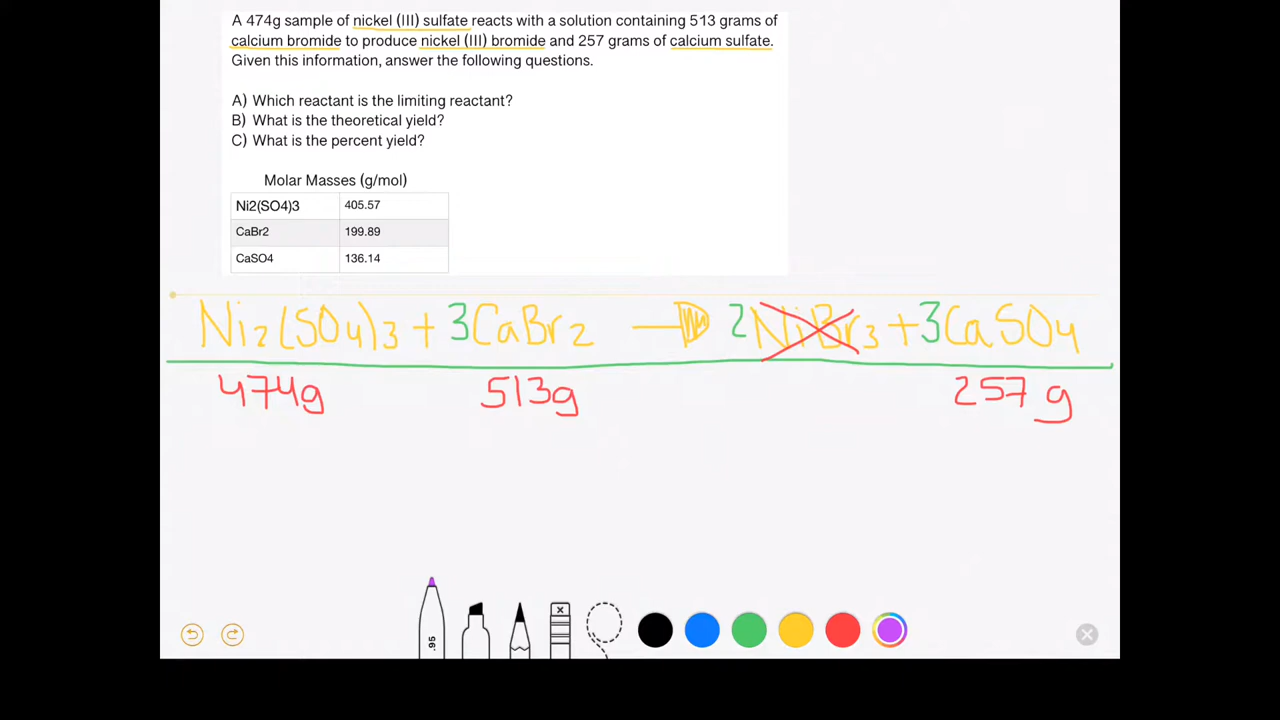 A 474g sample of nickel (III) sulfate reacts with a solution containing 513 grams of
calcium bromide to produce nickel (III) bromide and 257 grams of calcium sulfate.
Given this information, answer the following questions.
A) Which reactant is the limiting reactant?
B) What is the theoretical yield?
C) What is the percent yield?
Molar Masses (g/mol)
Ni2(SO4)3 405.57
CaBr2 199.89
CaSO4 136.14
Ni2(SO4)3 + 3CaBr2 → 2NiBr3 + 3CaSO4
474g 513g 257 g
.95